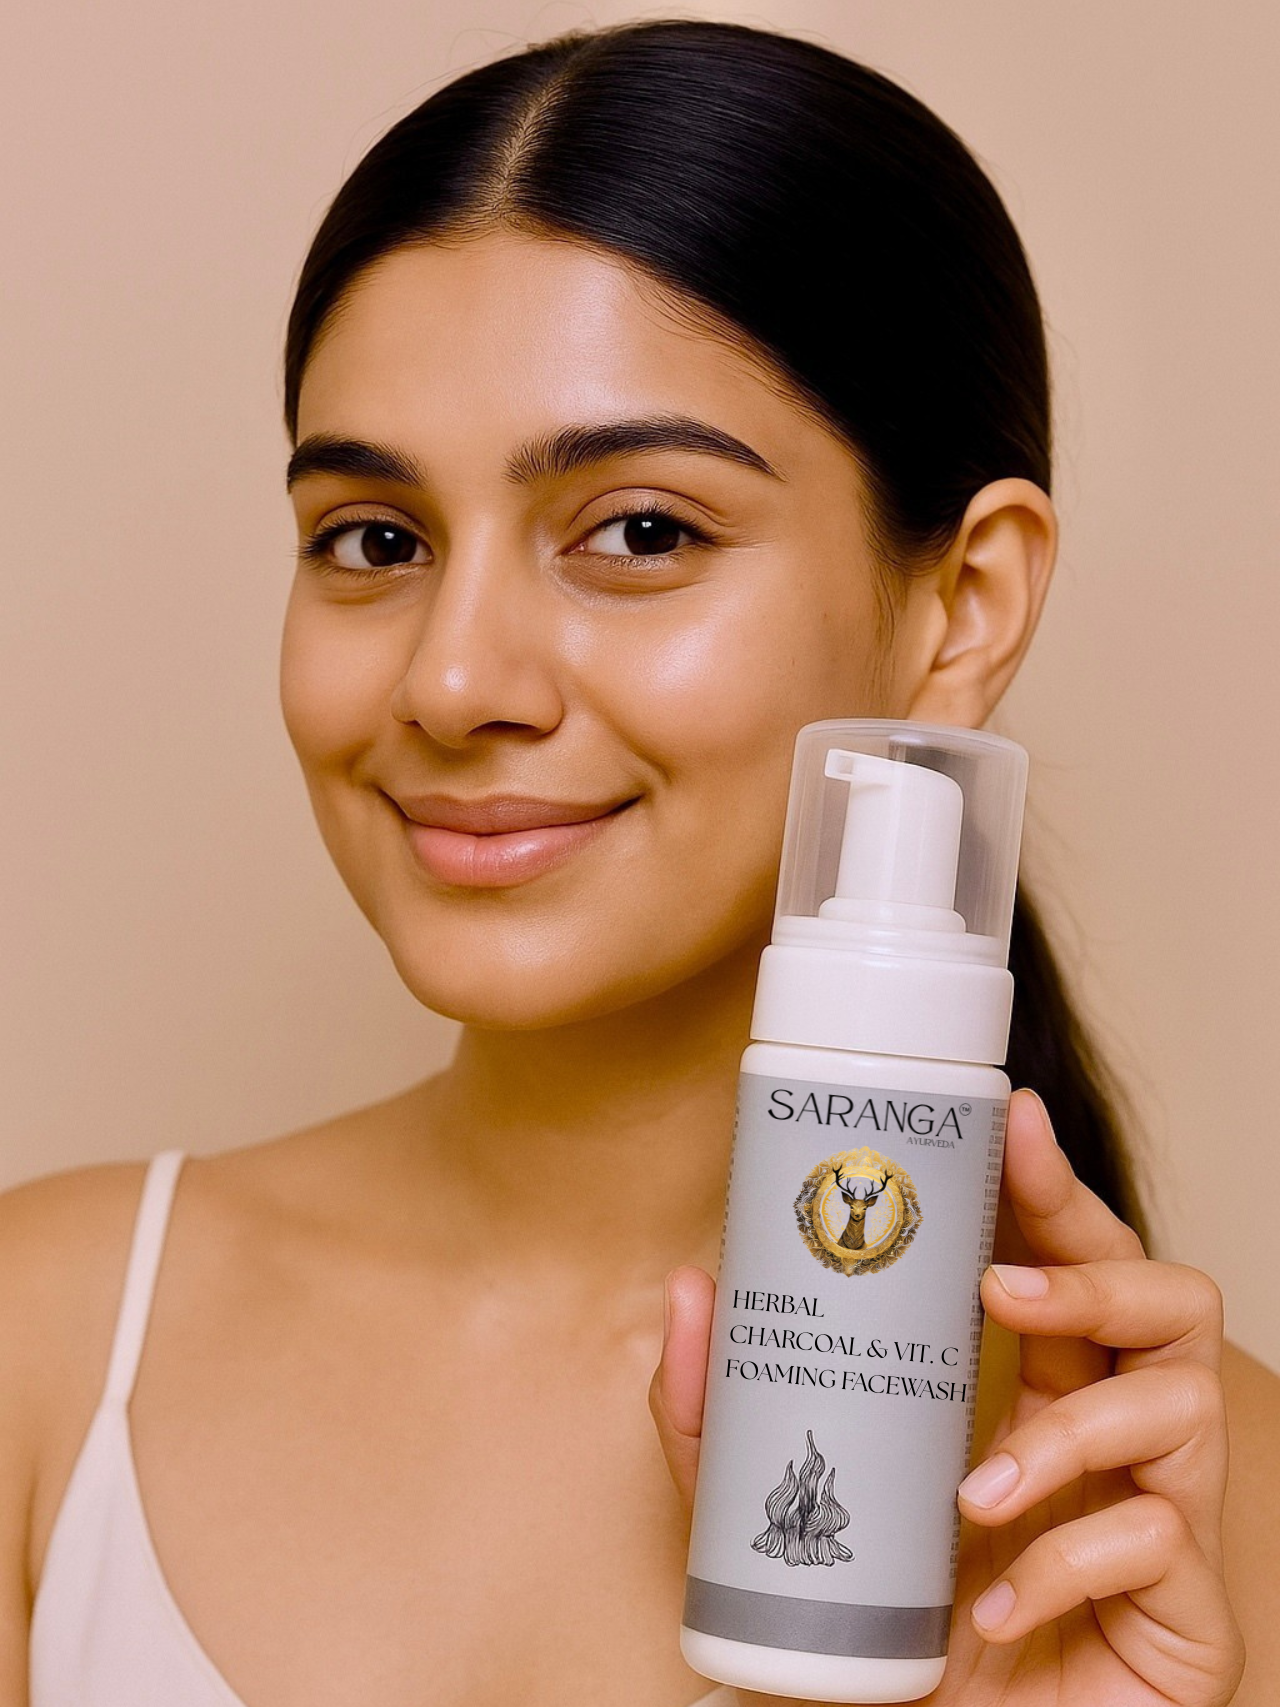 SARANGA™
AYURVEDA
HERBAL
CHARCOAL & VIT. C
FOAMING FACEWASH